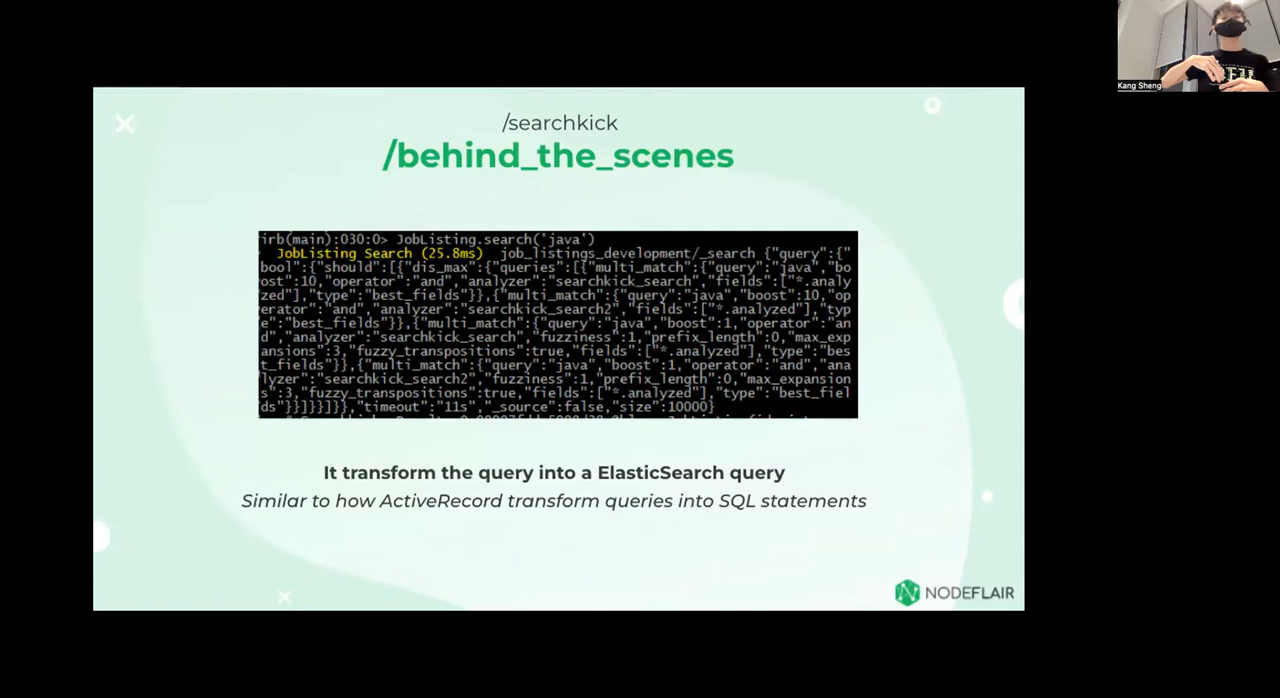 /searchkick
/behind_the_scenes
irb(main):030:0> JobListing.search('java')
JobListing Search (25.8ms)  job_listings_development/_search {"query":{"
bool":{"should":[{"dis_max":{"queries":[{"multi_match":{"query":"java","bo
ost":10,"operator":"and","analyzer":"searchkick_search","fields":["*.analy
zed"],"type":"best_fields"}},{"multi_match":{"query":"java","boost":10,"op
erator":"and","analyzer":"searchkick_search2","fields":["*.analyzed"],"typ
e":"best_fields"}},{"multi_match":{"query":"java","boost":1,"operator":"an
d","analyzer":"searchkick_search","fuzziness":1,"prefix_length":0,"max_exp
ansions":3,"fuzzy_transpositions":true,"fields":["*.analyzed"],"type":"bes
t_fields"}},{"multi_match":{"query":"java","boost":1,"operator":"and","ana
lyzer":"searchkick_search2","fuzziness":1,"prefix_length":0,"max_expansion
s":3,"fuzzy_transpositions":true,"fields":["*.analyzed"],"type":"best_fiel
ds"}}]}}]}},"timeout":"11s","_source":false,"size":10000}
It transform the query into a ElasticSearch query
Similar to how ActiveRecord transform queries into SQL statements
NODEFLAIR
Kang Sheng